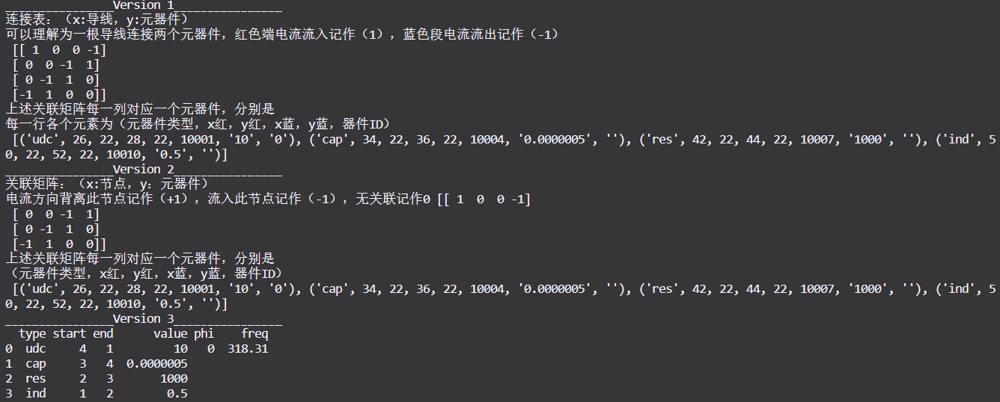 ________________Version 1________________
连接表：（x:导线，y:元器件）
可以理解为一根导线连接两个元器件，红色端电流流入记作（1），蓝色段电流流出记作（-1）
 [[ 1  0  0 -1]
 [ 0  0 -1  1]
 [ 0 -1  1  0]
 [-1  1  0  0]]
上述关联矩阵每一列对应一个元器件，分别是
每一行各个元素为（元器件类型，x红，y红，x蓝，y蓝，器件ID）
 [('udc', 26, 22, 28, 22, 10001, '10', '0'), ('cap', 34, 22, 36, 22, 10004, '0.0000005', ''), ('res', 42, 22, 44, 22, 10007, '1000', ''), ('ind', 5
0, 22, 52, 22, 10010, '0.5', '')]
________________Version 2________________
关联矩阵：（x:节点，y：元器件）
电流方向背离此节点记作（+1），流入此节点记作（-1），无关联记作0 [[ 1  0  0 -1]
 [ 0  0 -1  1]
 [ 0 -1  1  0]
 [-1  1  0  0]]
上述关联矩阵每一列对应一个元器件，分别是
（元器件类型，x红，y红，x蓝，y蓝，器件ID）
 [('udc', 26, 22, 28, 22, 10001, '10', '0'), ('cap', 34, 22, 36, 22, 10004, '0.0000005', ''), ('res', 42, 22, 44, 22, 10007, '1000', ''), ('ind', 5
0, 22, 52, 22, 10010, '0.5', '')]
________________Version 3________________
  type start end      value phi    freq
0  udc     4   1         10   0  318.31
1  cap     3   4  0.0000005
2  res     2   3       1000
3  ind     1   2        0.5